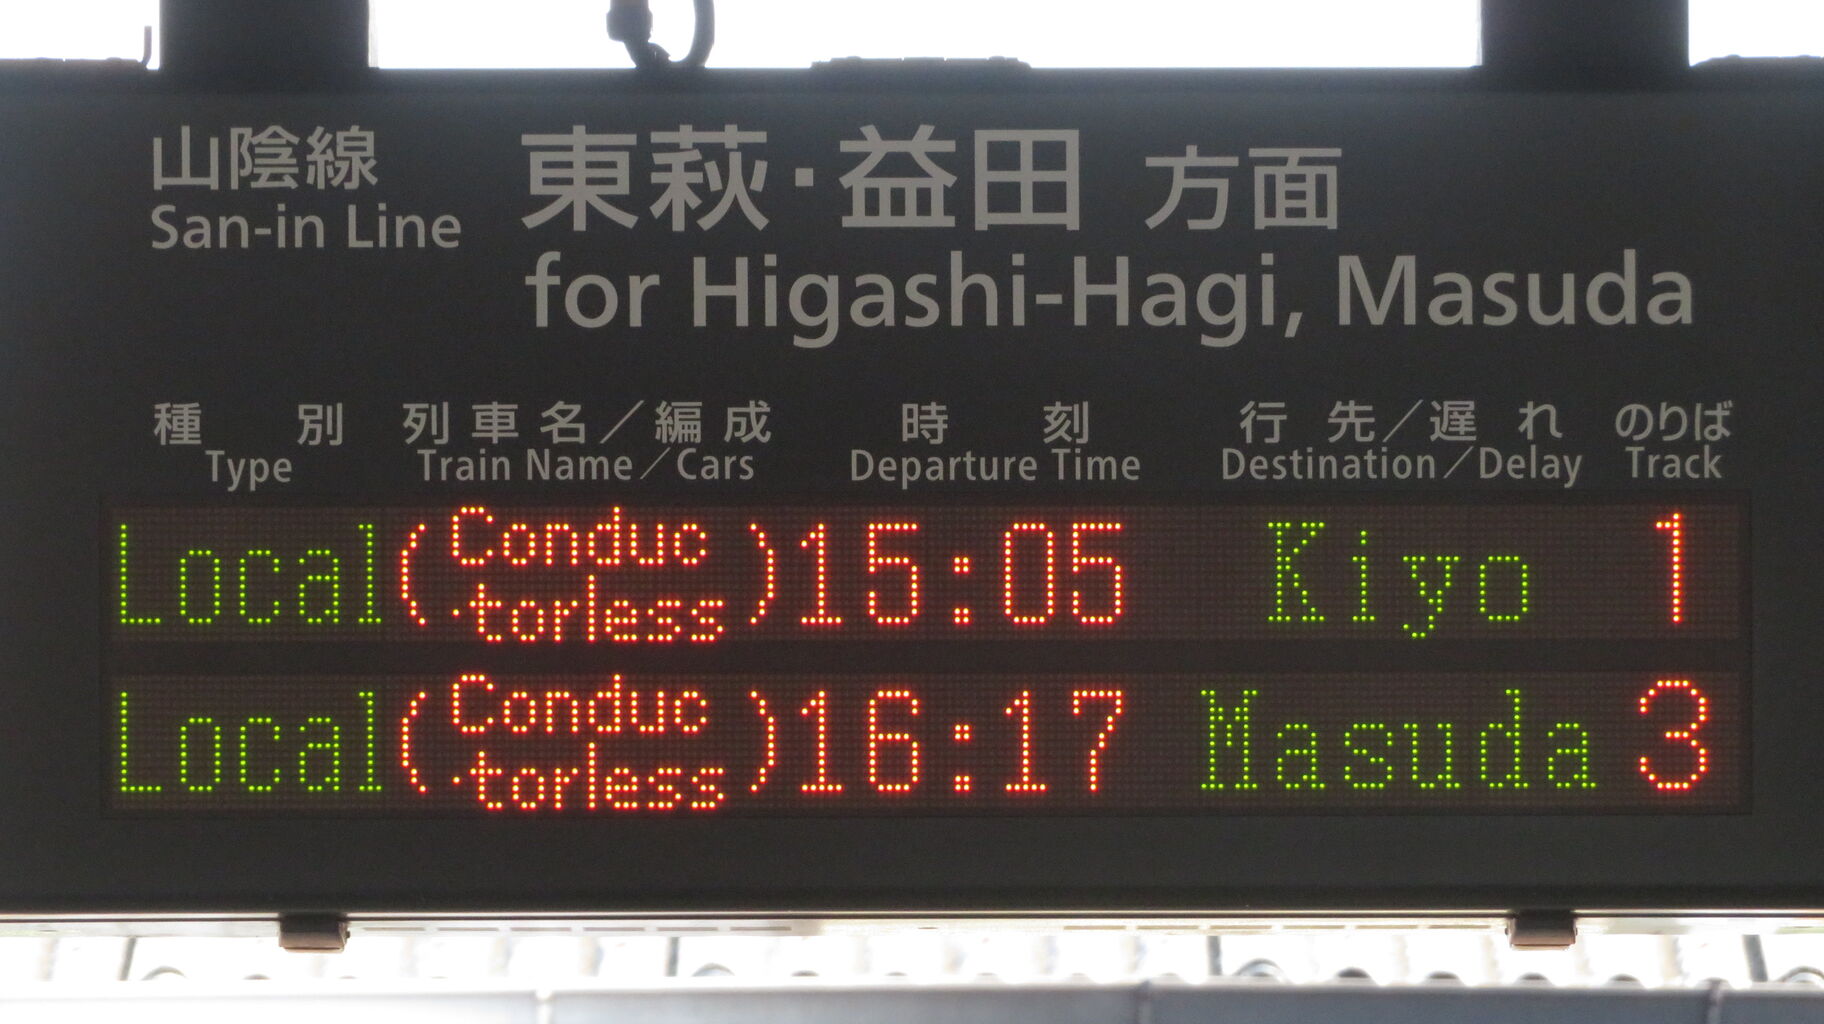 山陰線 東萩・益田 方面
San-in Line for Higashi-Hagi, Masuda
種別 列車名／編成 時刻 行先／遅れ のりば
Type Train Name／Cars Departure Time Destination／Delay Track
Local (Conduc torless) 15:05 Kiyo 1
Local (Conduc torless) 16:17 Masuda 3